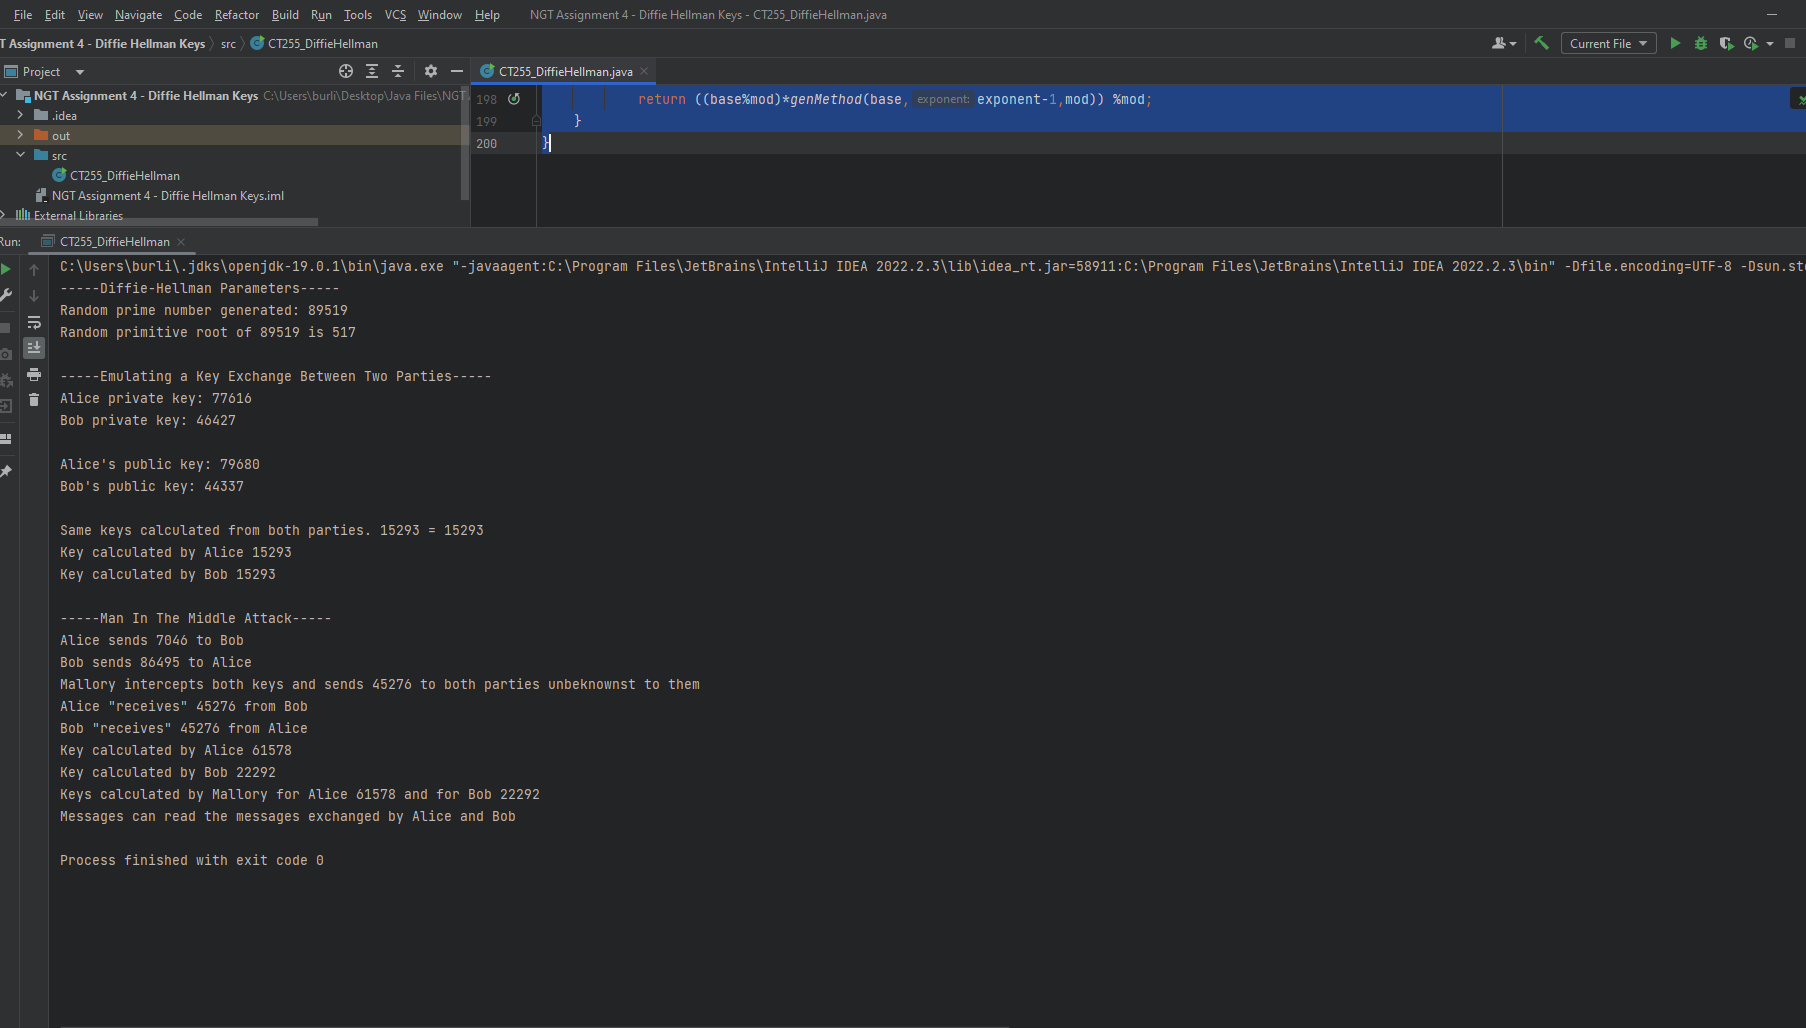 File Edit View Navigate Code Refactor Build Run Tools VCS Window Help NGT Assignment 4 - Diffie Hellman Keys - CT255_DiffieHellman.java
T Assignment 4 - Diffie Hellman Keys src CT255_DiffieHellman Current File
Project CT255_DiffieHellman.java
NGT Assignment 4 - Diffie Hellman Keys C:\Users\burli\Desktop\Java Files\NGT
.idea
out
src
CT255_DiffieHellman
NGT Assignment 4 - Diffie Hellman Keys.iml
External Libraries
198 return ((base%mod)*genMethod(base, exponent: exponent-1,mod)) %mod;
199 }
200 }
Run: CT255_DiffieHellman
C:\Users\burli\.jdks\openjdk-19.0.1\bin\java.exe "-javaagent:C:\Program Files\JetBrains\IntelliJ IDEA 2022.2.3\lib\idea_rt.jar=58911:C:\Program Files\JetBrains\IntelliJ IDEA 2022.2.3\bin" -Dfile.encoding=UTF-8 -Dsun.st
-----Diffie-Hellman Parameters-----
Random prime number generated: 89519
Random primitive root of 89519 is 517
-----Emulating a Key Exchange Between Two Parties-----
Alice private key: 77616
Bob private key: 46427
Alice's public key: 79680
Bob's public key: 44337
Same keys calculated from both parties. 15293 = 15293
Key calculated by Alice 15293
Key calculated by Bob 15293
-----Man In The Middle Attack-----
Alice sends 7046 to Bob
Bob sends 86495 to Alice
Mallory intercepts both keys and sends 45276 to both parties unbeknownst to them
Alice "receives" 45276 from Bob
Bob "receives" 45276 from Alice
Key calculated by Alice 61578
Key calculated by Bob 22292
Keys calculated by Mallory for Alice 61578 and for Bob 22292
Messages can read the messages exchanged by Alice and Bob
Process finished with exit code 0